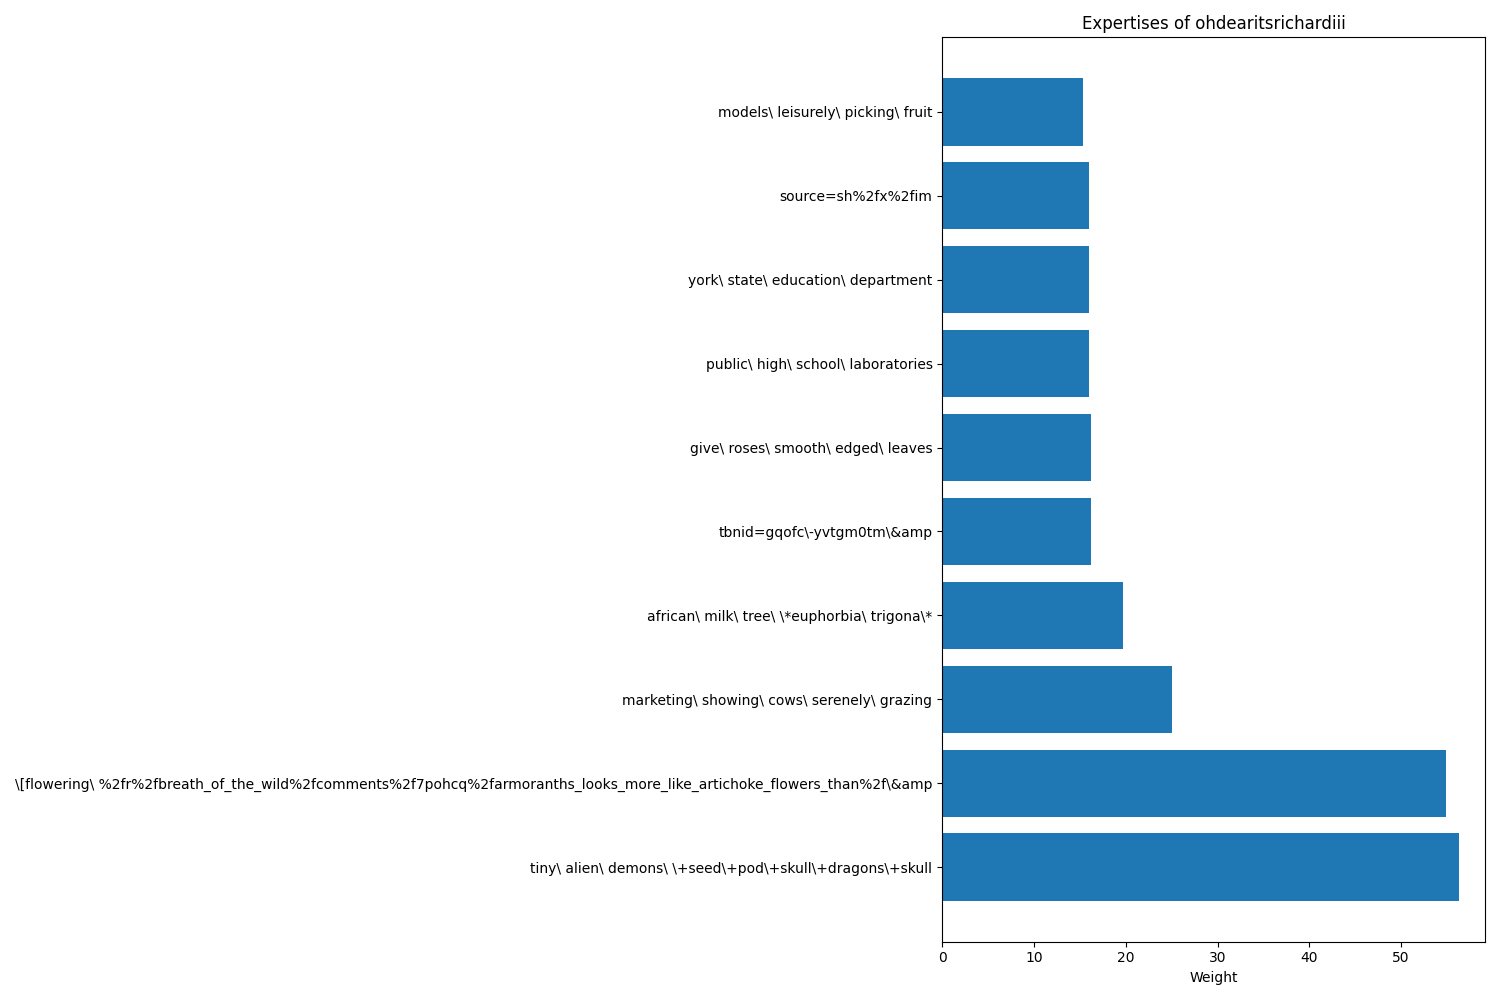 Expertises of ohdearitsrichardiii
models\ leisurely\ picking\ fruit
source=sh%2fx%2fim
york\ state\ education\ department
public\ high\ school\ laboratories
give\ roses\ smooth\ edged\ leaves
tbnid=gqofc\-yvtgm0tm\&amp
african\ milk\ tree\ \*euphorbia\ trigona\*
marketing\ showing\ cows\ serenely\ grazing
\[flowering\ %2fr%2fbreath_of_the_wild%2fcomments%2f7pohcq%2farmoranths_looks_more_like_artichoke_flowers_than%2f\&amp
tiny\ alien\ demons\ \+seed\+pod\+skull\+dragons\+skull
0 10 20 30 40 50
Weight